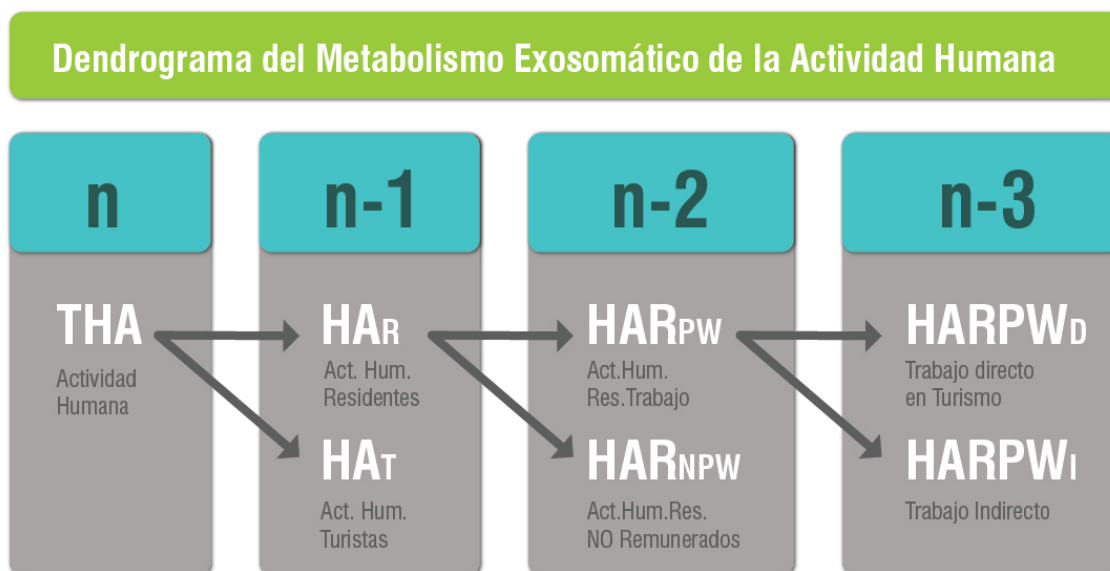 Dendrograma del Metabolismo Exosomático de la Actividad Humana
n
n-1
n-2
n-3
THA
Actividad
Humana
HAR
Act. Hum.
Residentes
HAT
Act. Hum.
Turistas
HARPW
Act.Hum.
Res.Trabajo
HARNPW
Act.Hum.Res.
NO Remunerados
HARPWD
Trabajo directo
en Turismo
HARPWI
Trabajo Indirecto